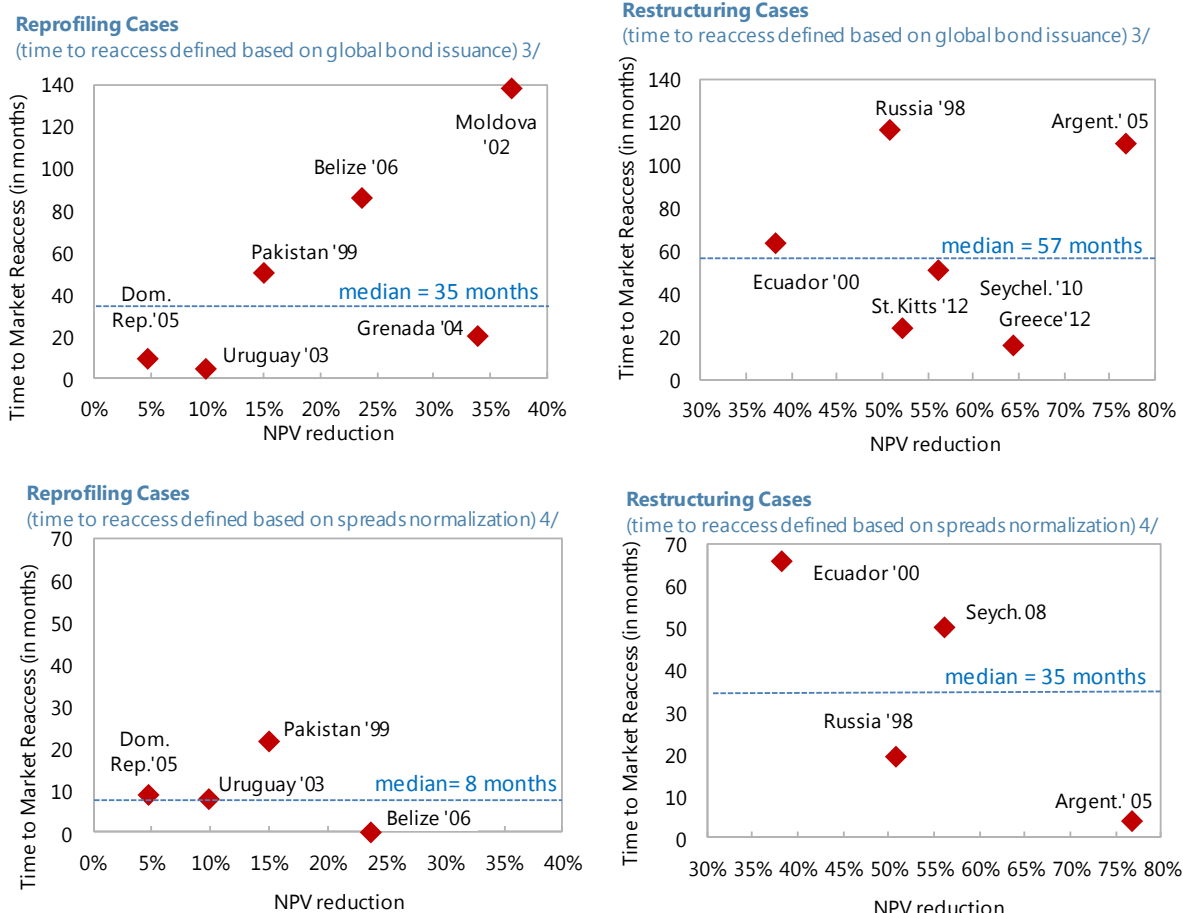 Reprofiling Cases
(time to reaccess defined based on global bond issuance) 3/
Time to Market Reaccess (in months)
140
120
100
80
60
40
20
0
Moldova
'02
Belize '06
Pakistan '99
median = 35 months
Dom.
Rep.'05
Grenada '04
Uruguay '03
0% 5% 10% 15% 20% 25% 30% 35% 40%
NPV reduction
Restructuring Cases
(time to reaccess defined based on global bond issuance) 3/
Time to Market Reaccess (in months)
140
120
100
80
60
40
20
0
Russia '98
Argent.' 05
median = 57 months
Ecuador '00
Seychel. '10
St. Kitts '12
Greece'12
30% 35% 40% 45% 50% 55% 60% 65% 70% 75% 80%
NPV reduction
Reprofiling Cases
(time to reaccess defined based on spreads normalization) 4/
Time to Market Reaccess (in months)
70
60
50
40
30
20
10
0
Dom.
Rep.'05
Pakistan '99
Uruguay '03
median= 8 months
Belize '06
0% 5% 10% 15% 20% 25% 30% 35% 40%
NPV reduction
Restructuring Cases
(time to reaccess defined based on spreads normalization) 4/
Time to Market Reaccess (in months)
70
60
50
40
30
20
10
0
Ecuador '00
Seych. 08
median = 35 months
Russia '98
Argent.' 05
30% 35% 40% 45% 50% 55% 60% 65% 70% 75% 80%
NPV reduction